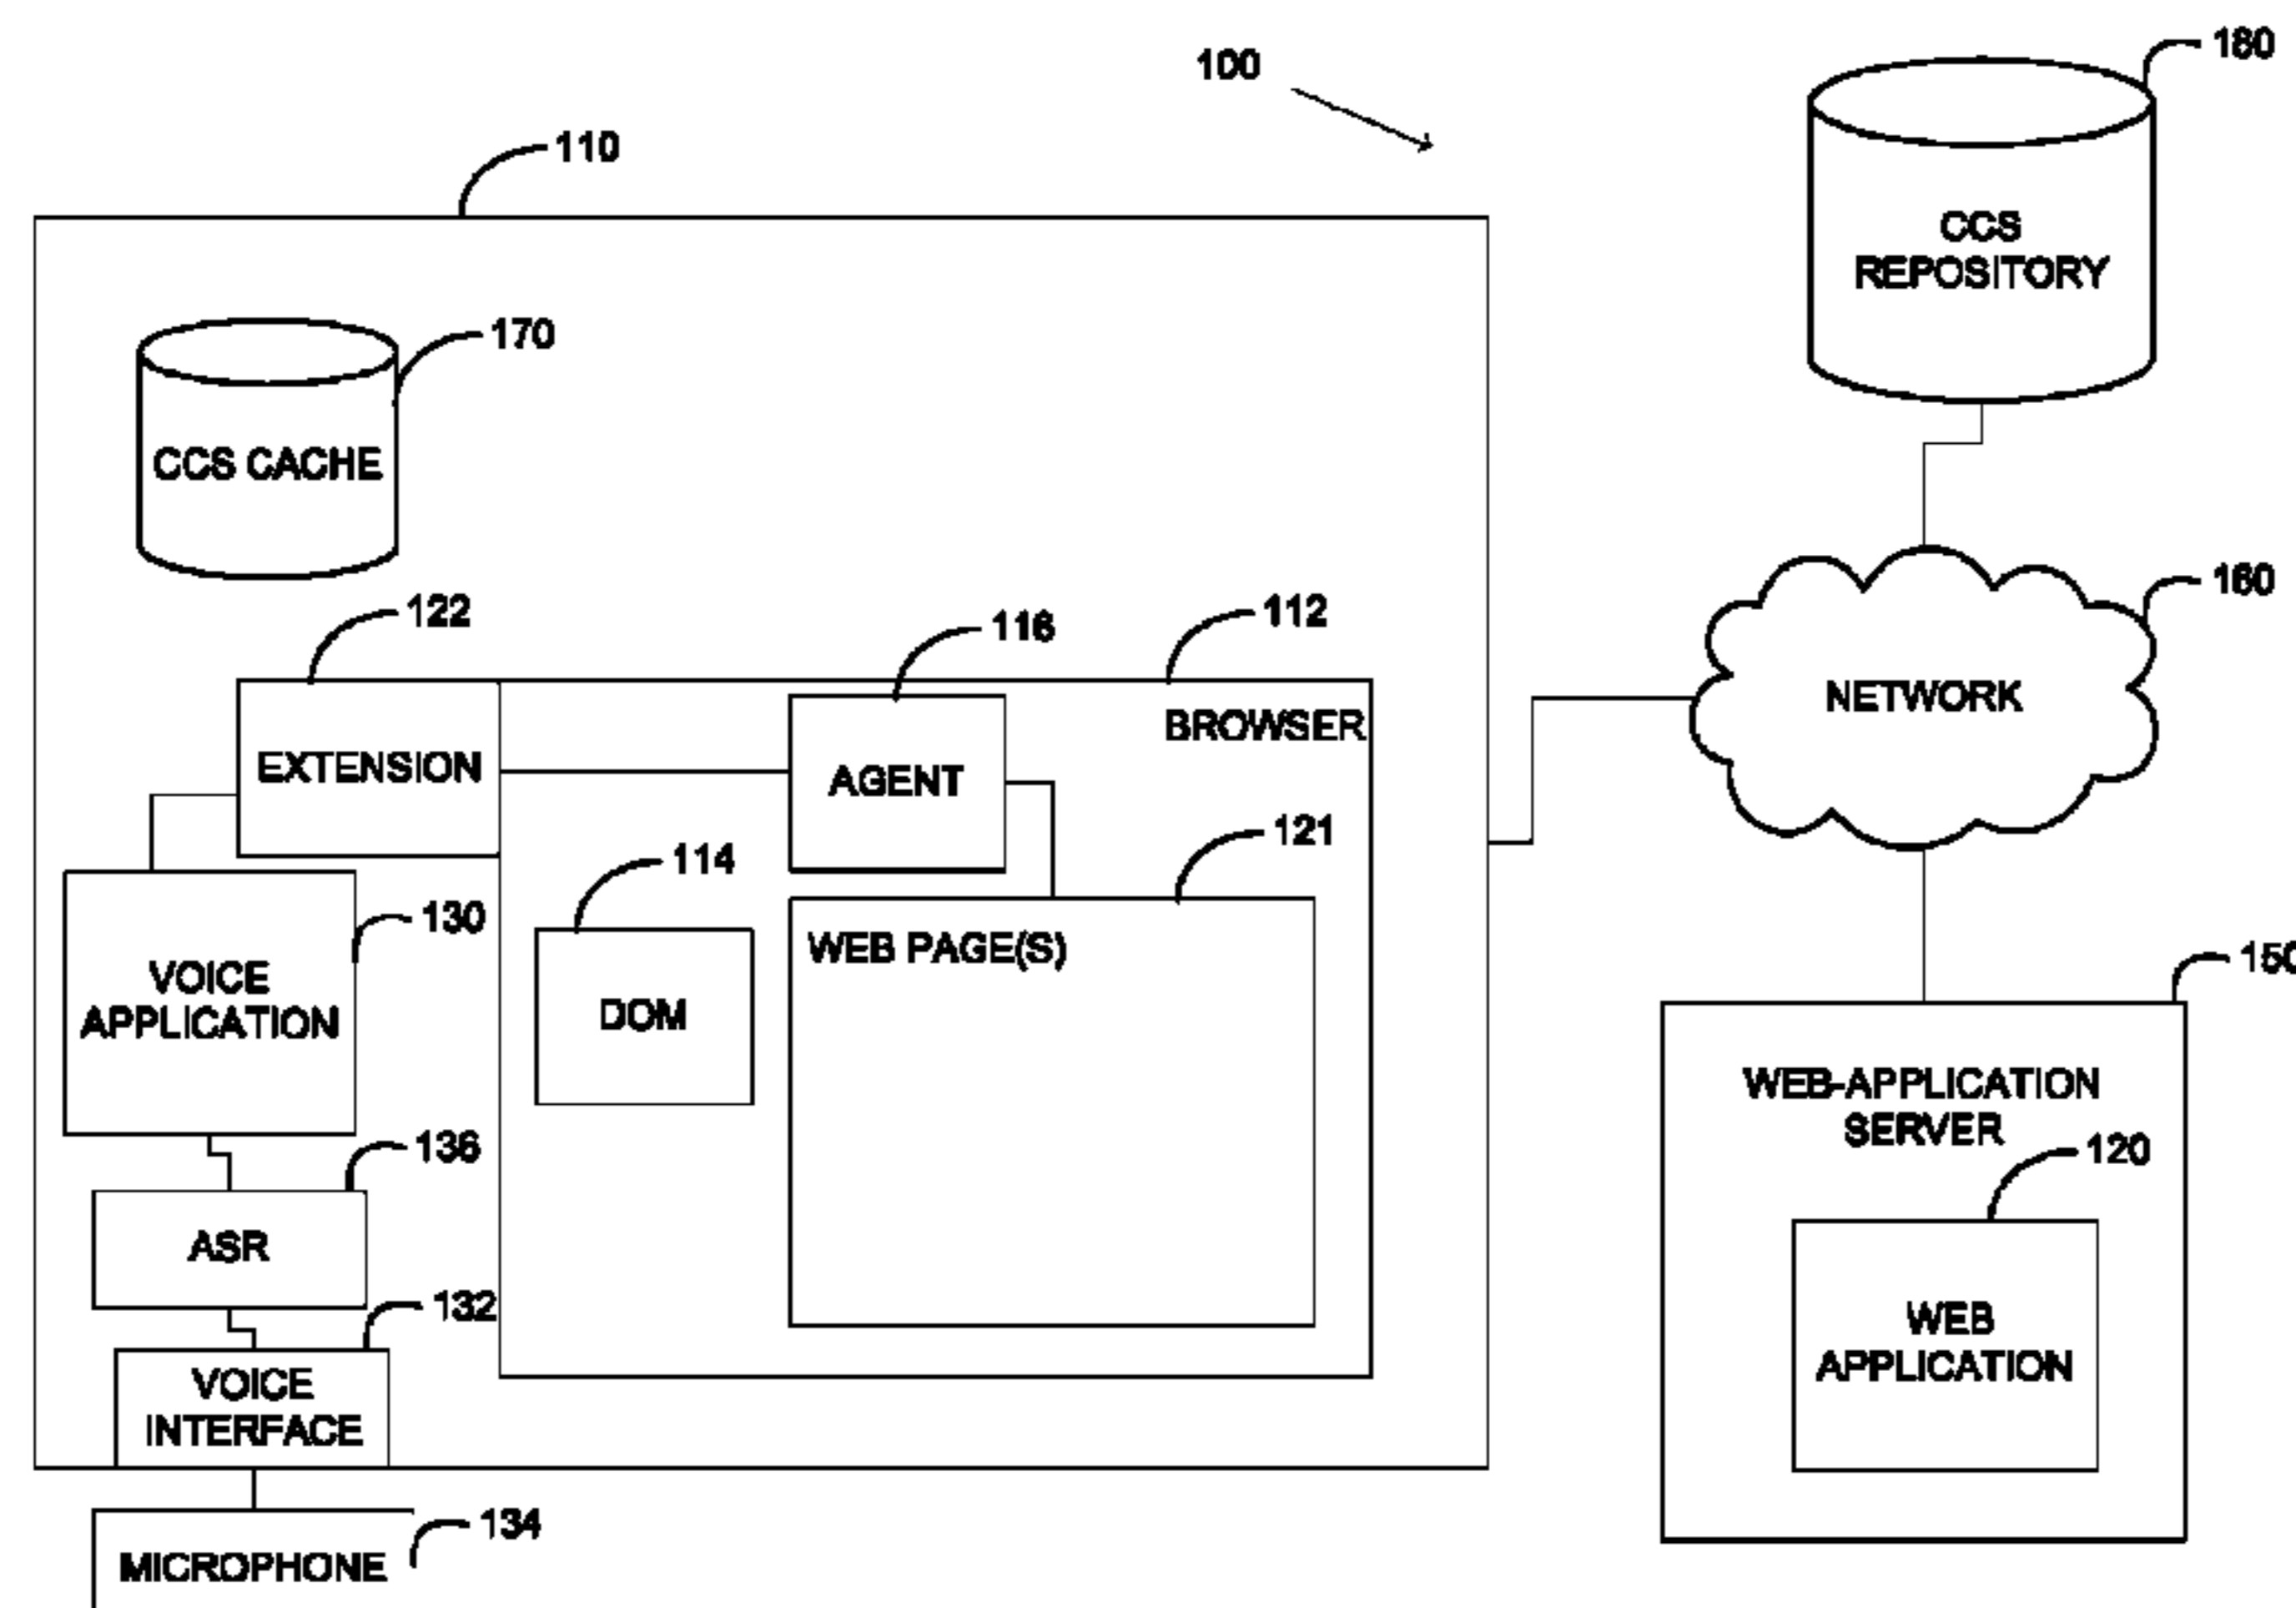 100
180
110
CCS
REPOSITORY
170
CCS CACHE
160
122
116
112
NETWORK
BROWSER
EXTENSION
AGENT
121
114
130
WEB PAGE(S)
150
VOICE
APPLICATION
DOM
WEB-APPLICATION
SERVER
136
120
ASR
132
WEB
APPLICATION
VOICE
INTERFACE
134
MICROPHONE